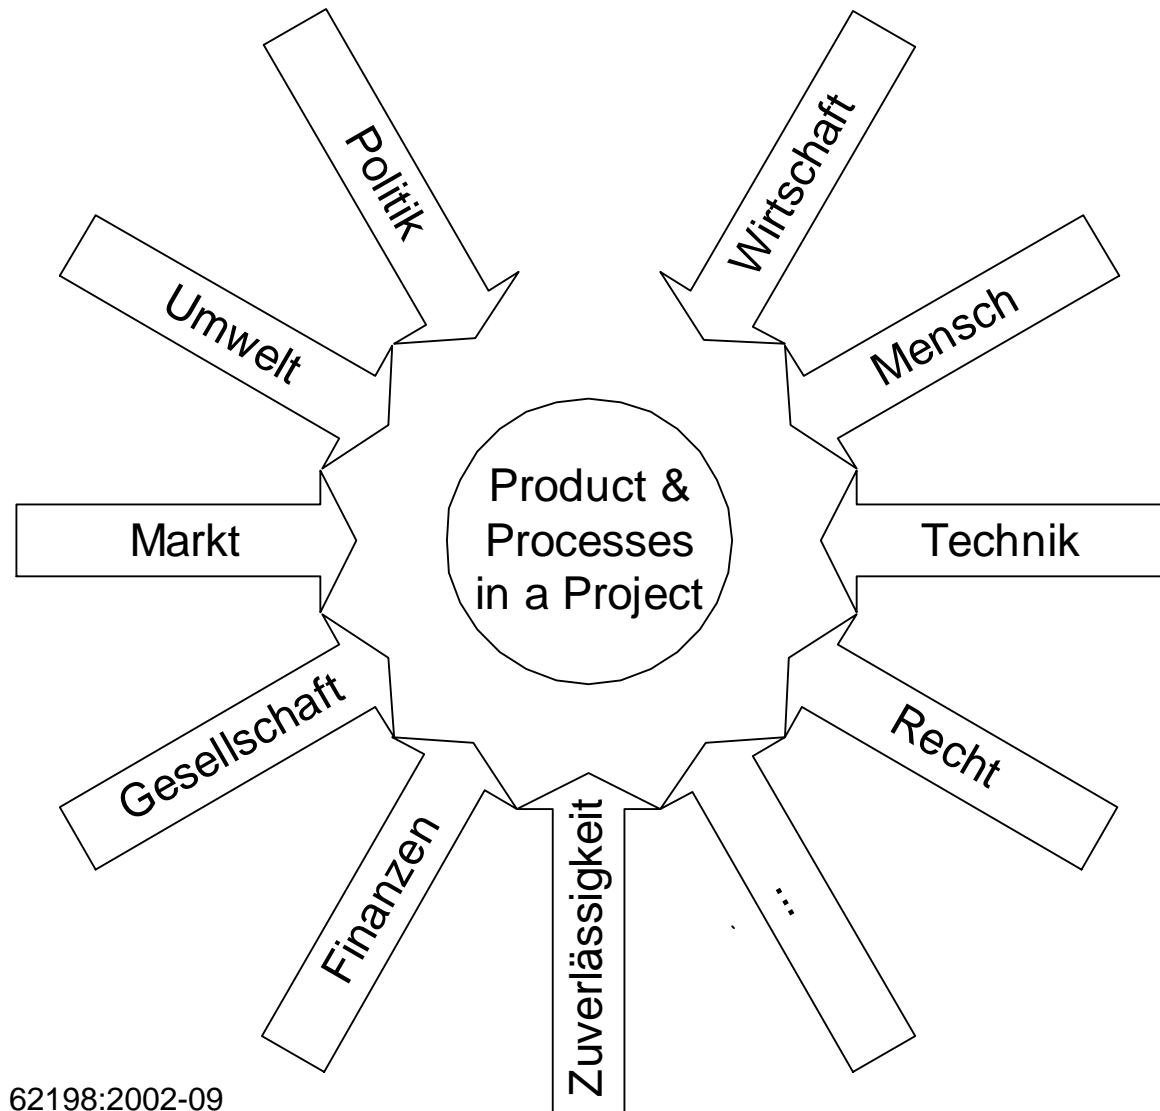 Politik
Wirtschaft
Umwelt
Mensch
Markt
Product &
Processes
in a Project
Technik
Gesellschaft
Recht
Finanzen
Zuverlässigkeit
...
62198:2002-09